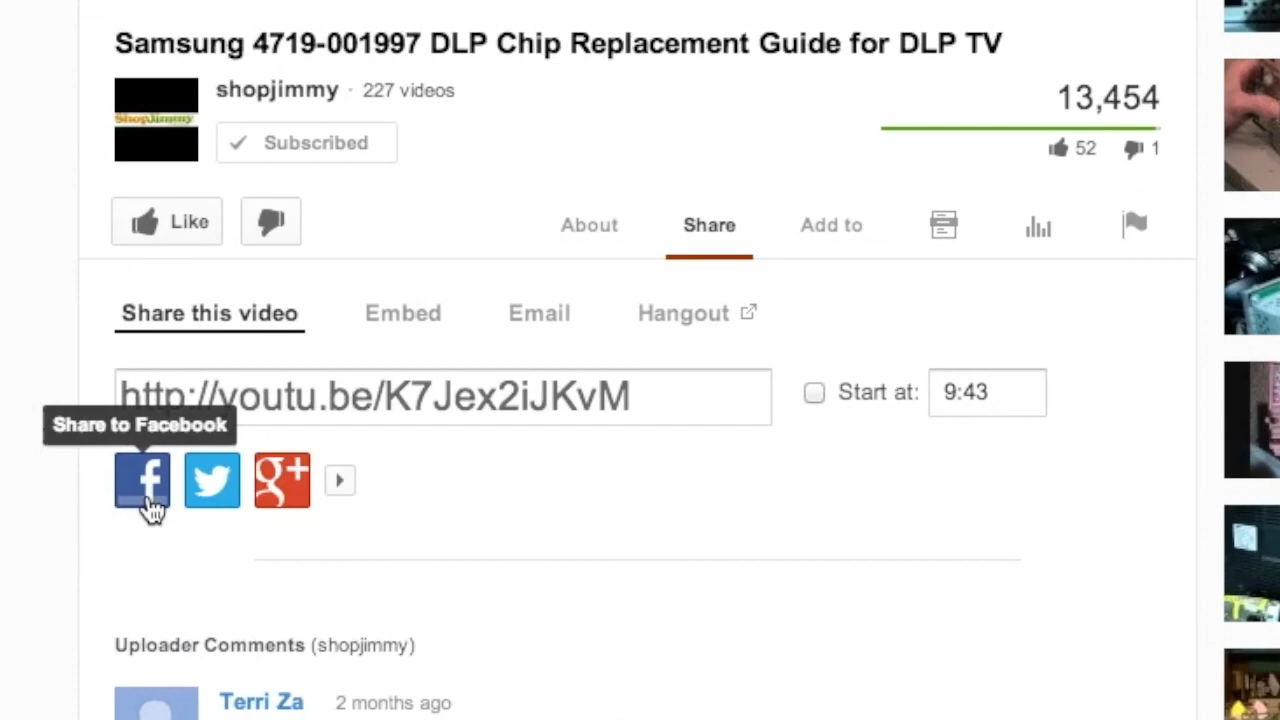 Samsung 4719-001997 DLP Chip Replacement Guide for DLP TV
shopjimmy · 227 videos
ShopJimmy
Subscribed
13,454
52 1
Like
About Share Add to
Share this video Embed Email Hangout
http://youtu.be/K7Jex2iJKvM
Start at: 9:43
Share to Facebook
f g+
Uploader Comments (shopjimmy)
Terri Za 2 months ago